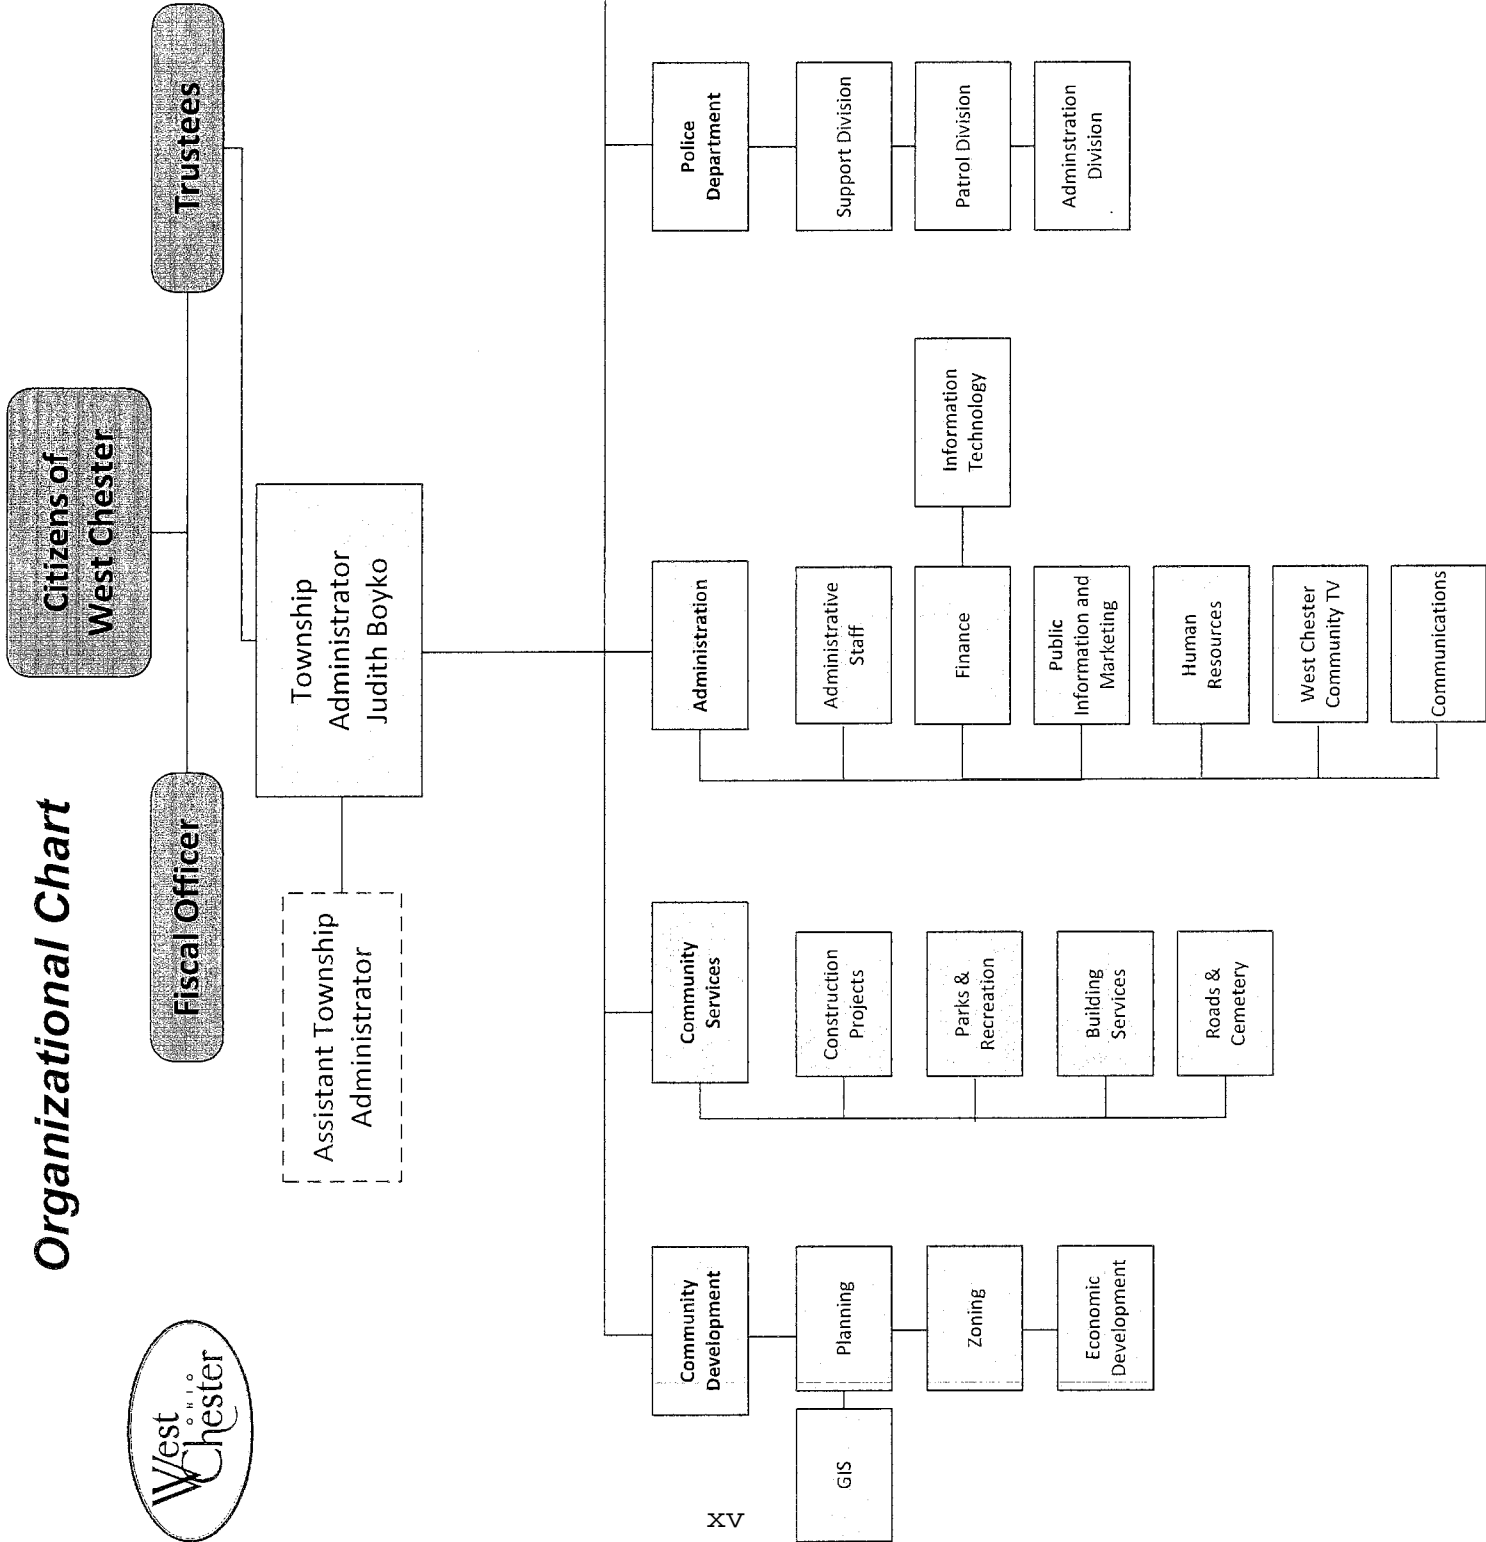 West
Chester
OHIO
Organizational Chart
Citizens of
West Chester
Fiscal Officer
Trustees
Township
Administrator
Judith Boyko
Assistant Township
Administrator
Community
Development
Planning
GIS
Zoning
Economic
Development
Community
Services
Construction
Projects
Parks &
Recreation
Building
Services
Roads &
Cemetery
Administration
Administrative
Staff
Finance
Information
Technology
Public
Information and
Marketing
Human
Resources
West Chester
Community TV
Communications
Police
Department
Support Division
Patrol Division
Adminstration
Division
xv